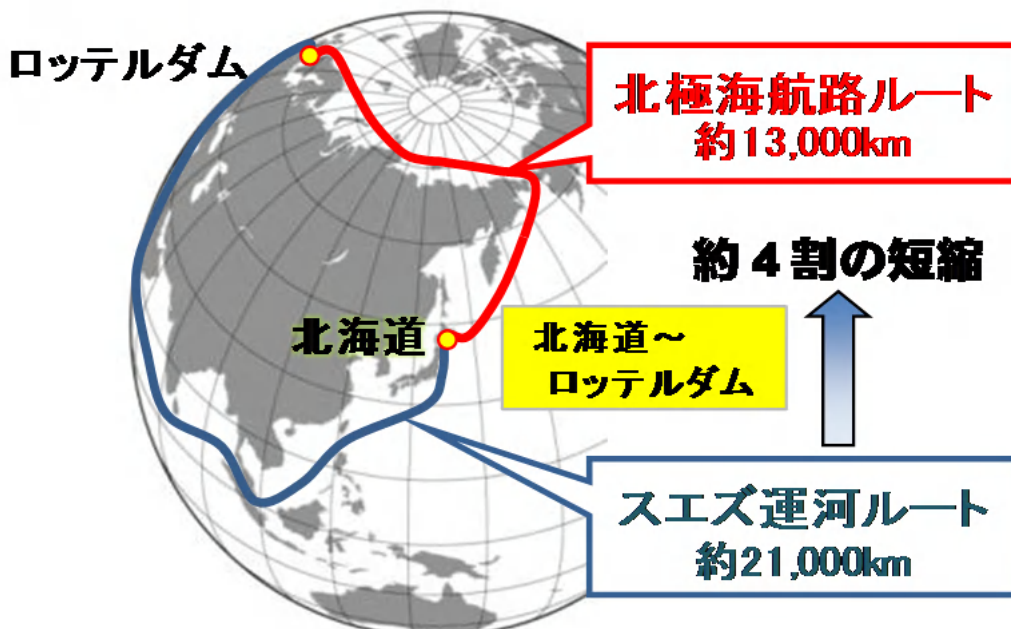 ロッテルダム
北極海航路ルート
約13,000km
約4割の短縮
北海道
北海道～
ロッテルダム
スエズ運河ルート
約21,000km